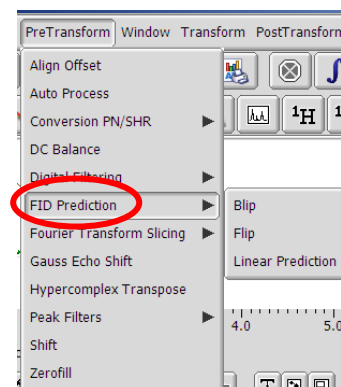 PreTransform Window Transform PostTransform
Align Offset
Auto Process
Conversion PN/SHR
DC Balance
Digital Filtering
FID Prediction
Fourier Transform Slicing
Gauss Echo Shift
Hypercomplex Transpose
Peak Filters
Shift
Zerofill
Blip
Flip
Linear Prediction
1H 1
4.0 5.0